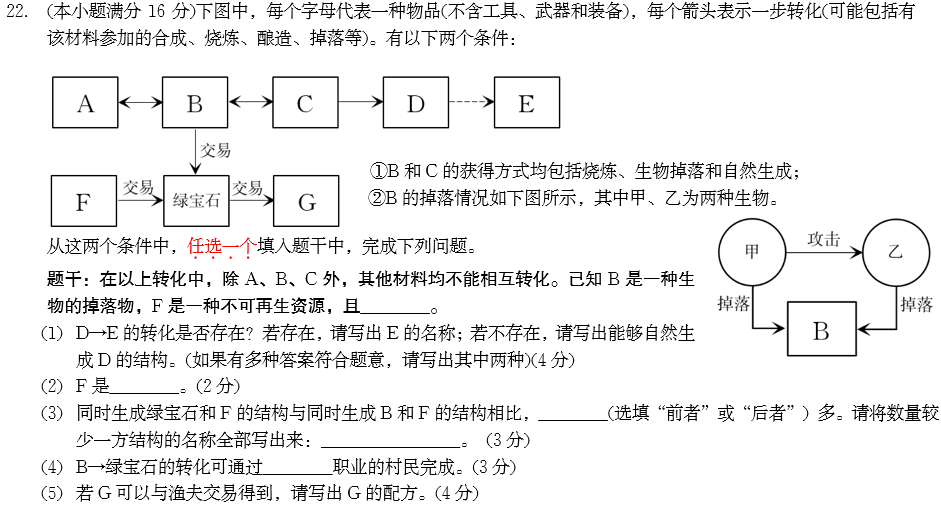 22. (本小题满分 16 分)下图中，每个字母代表一种物品(不含工具、武器和装备)，每个箭头表示一步转化(可能包括有
该材料参加的合成、烧炼、酿造、掉落等)。有以下两个条件：
A B C D E
交易
F 交易 绿宝石 交易 G
①B 和 C 的获得方式均包括烧炼、生物掉落和自然生成；
②B 的掉落情况如下图所示，其中甲、乙为两种生物。
从这两个条件中，任选一个填入题干中，完成下列问题。
甲 攻击 乙
掉落 B 掉落
题干：在以上转化中，除 A、B、C 外，其他材料均不能相互转化。已知 B 是一种生
物的掉落物，F 是一种不可再生资源，且________。
(1) D→E 的转化是否存在？若存在，请写出 E 的名称；若不存在，请写出能够自然生
成 D 的结构。(如果有多种答案符合题意，请写出其中两种)(4 分)
(2) F 是_______。(2 分)
(3) 同时生成绿宝石和 F 的结构与同时生成 B 和 F 的结构相比，_______(选填“前者”或“后者”）多。请将数量较
少一方结构的名称全部写出来：______________。 (3 分)
(4) B→绿宝石的转化可通过_______职业的村民完成。(3 分)
(5) 若 G 可以与渔夫交易得到，请写出 G 的配方。(4 分)